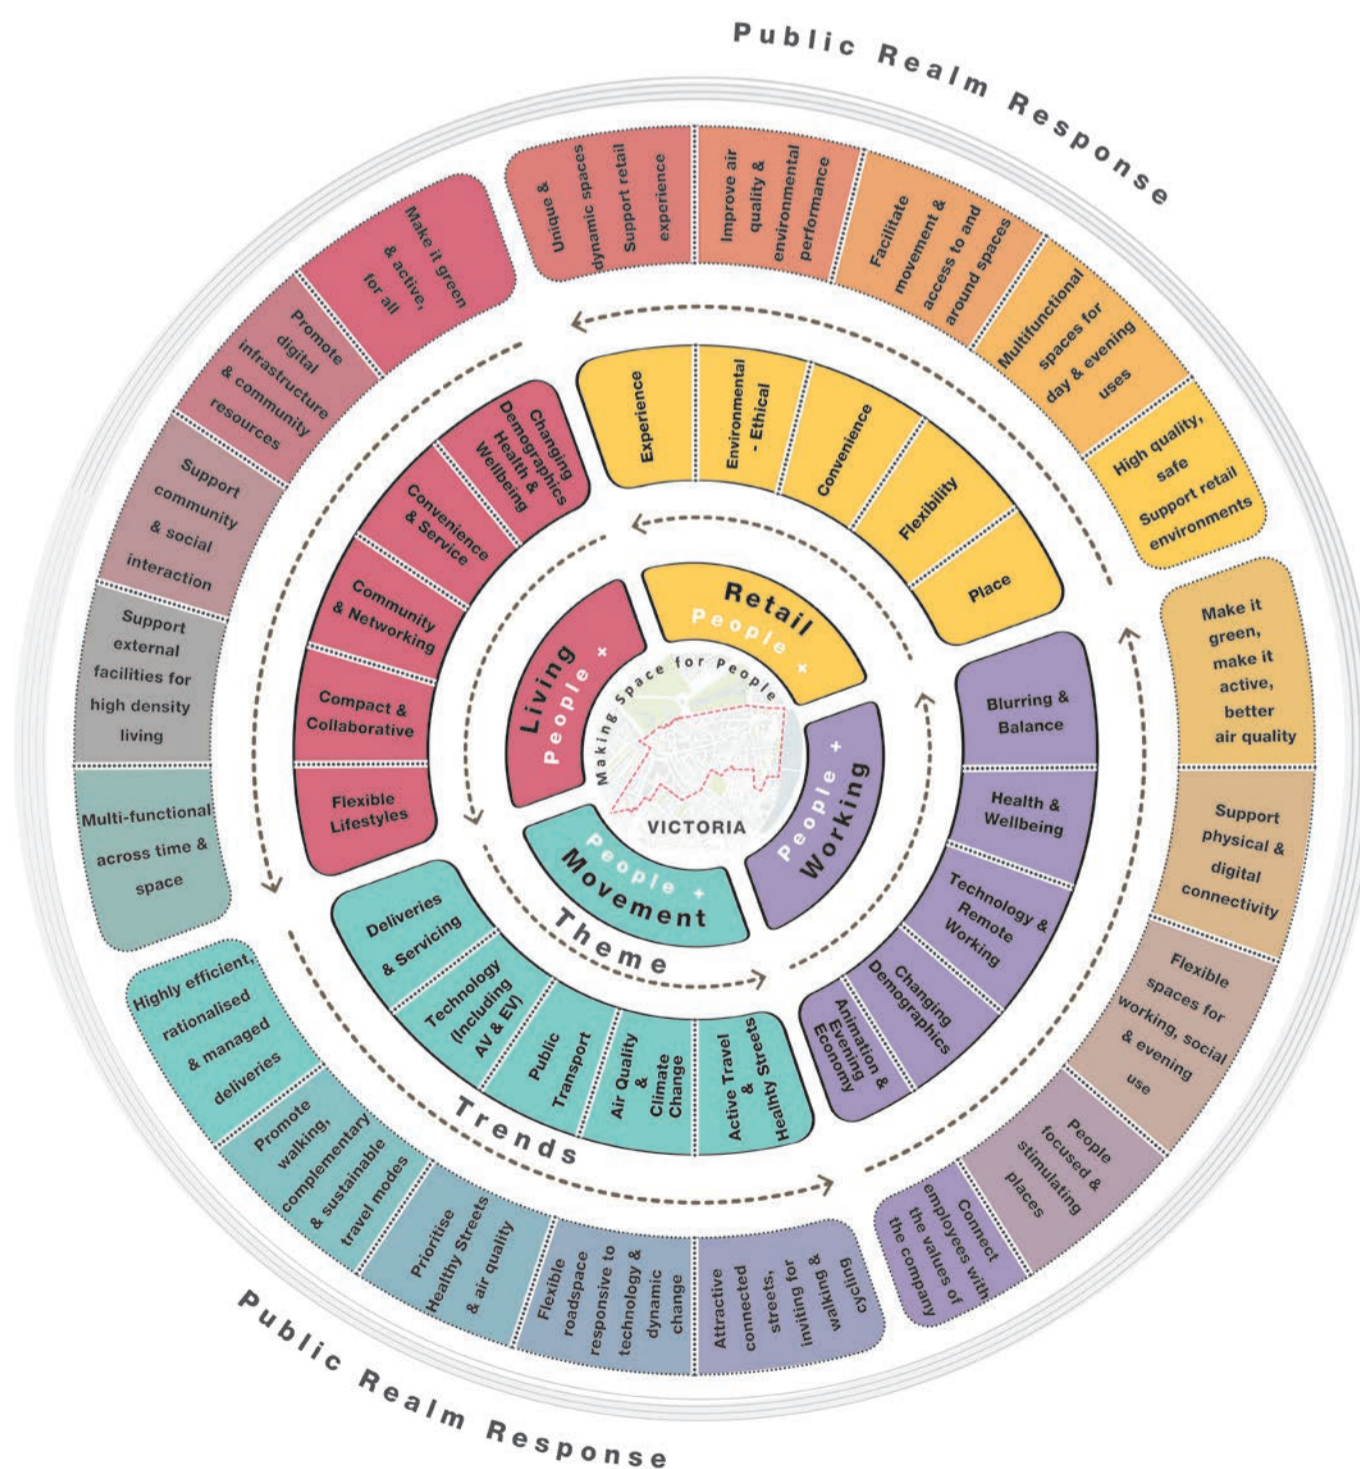 Public Realm Response
Unique &
dynamic spaces
Support retail
experience
Improve air
quality &
environmental
performance
Facilitate
movement &
access to and
around spaces
Multifunctional
spaces for
day & evening
uses
High quality,
safe
Support retail
environments
Make it
green,
make it
active,
better
air quality
Support
physical &
digital
connectivity
Flexible
spaces for
working, social
& evening
use
People
focused &
stimulating
places
Connect
employees with
the values of
the company
Attractive
connected
streets,
inviting for
walking &
cycling
Flexible
roadspace
responsive to
technology &
dynamic
change
Prioritise
Healthy Streets
& air quality
Promote
walking,
complementary
& sustainable
travel modes
Highly efficient,
rationalised
& managed
deliveries
Multi-functional
across time &
space
Support
external
facilities for
high density
living
Support
community
& social
interaction
Promote
digital
infrastructure
& community
resources
Make it green
& active,
for all
Experience
Environmental
- Ethical
Convenience
Flexibility
Place
Blurring &
Balance
Health &
Wellbeing
Technology &
Remote
Working
Changing
Demographics
Animation &
Evening
Economy
Active Travel
&
Healhty Streets
Air Quality
&
Climate
Change
Public
Transport
Technology
(Including
AV & EV)
Deliveries
& Servicing
Flexible
Lifestyles
Compact &
Collaborative
Community
& Networking
Convenience
& Service
Changing
Demographics
Health &
Wellbeing
Retail
People +
People +
Working
People +
Movement
Living
People +
Making Space for People
VICTORIA
Theme
Trends
Public Realm Response